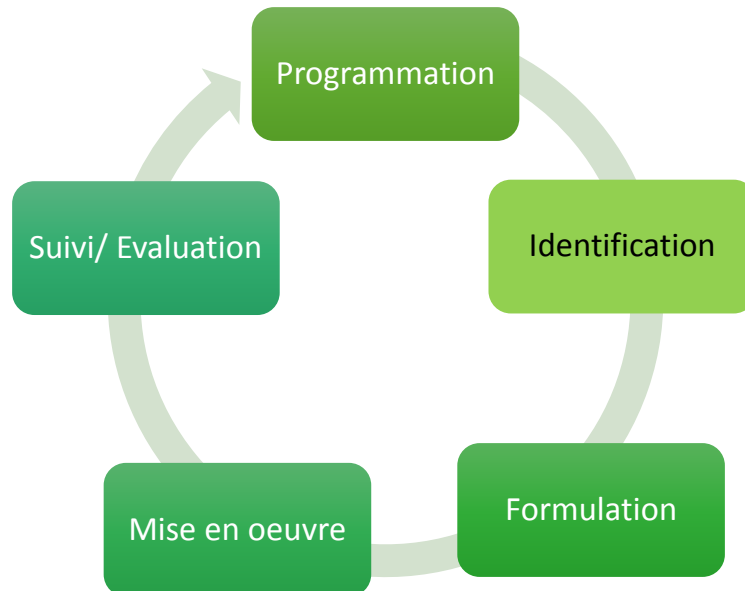 Programmation
Identification
Formulation
Mise en oeuvre
Suivi/ Evaluation